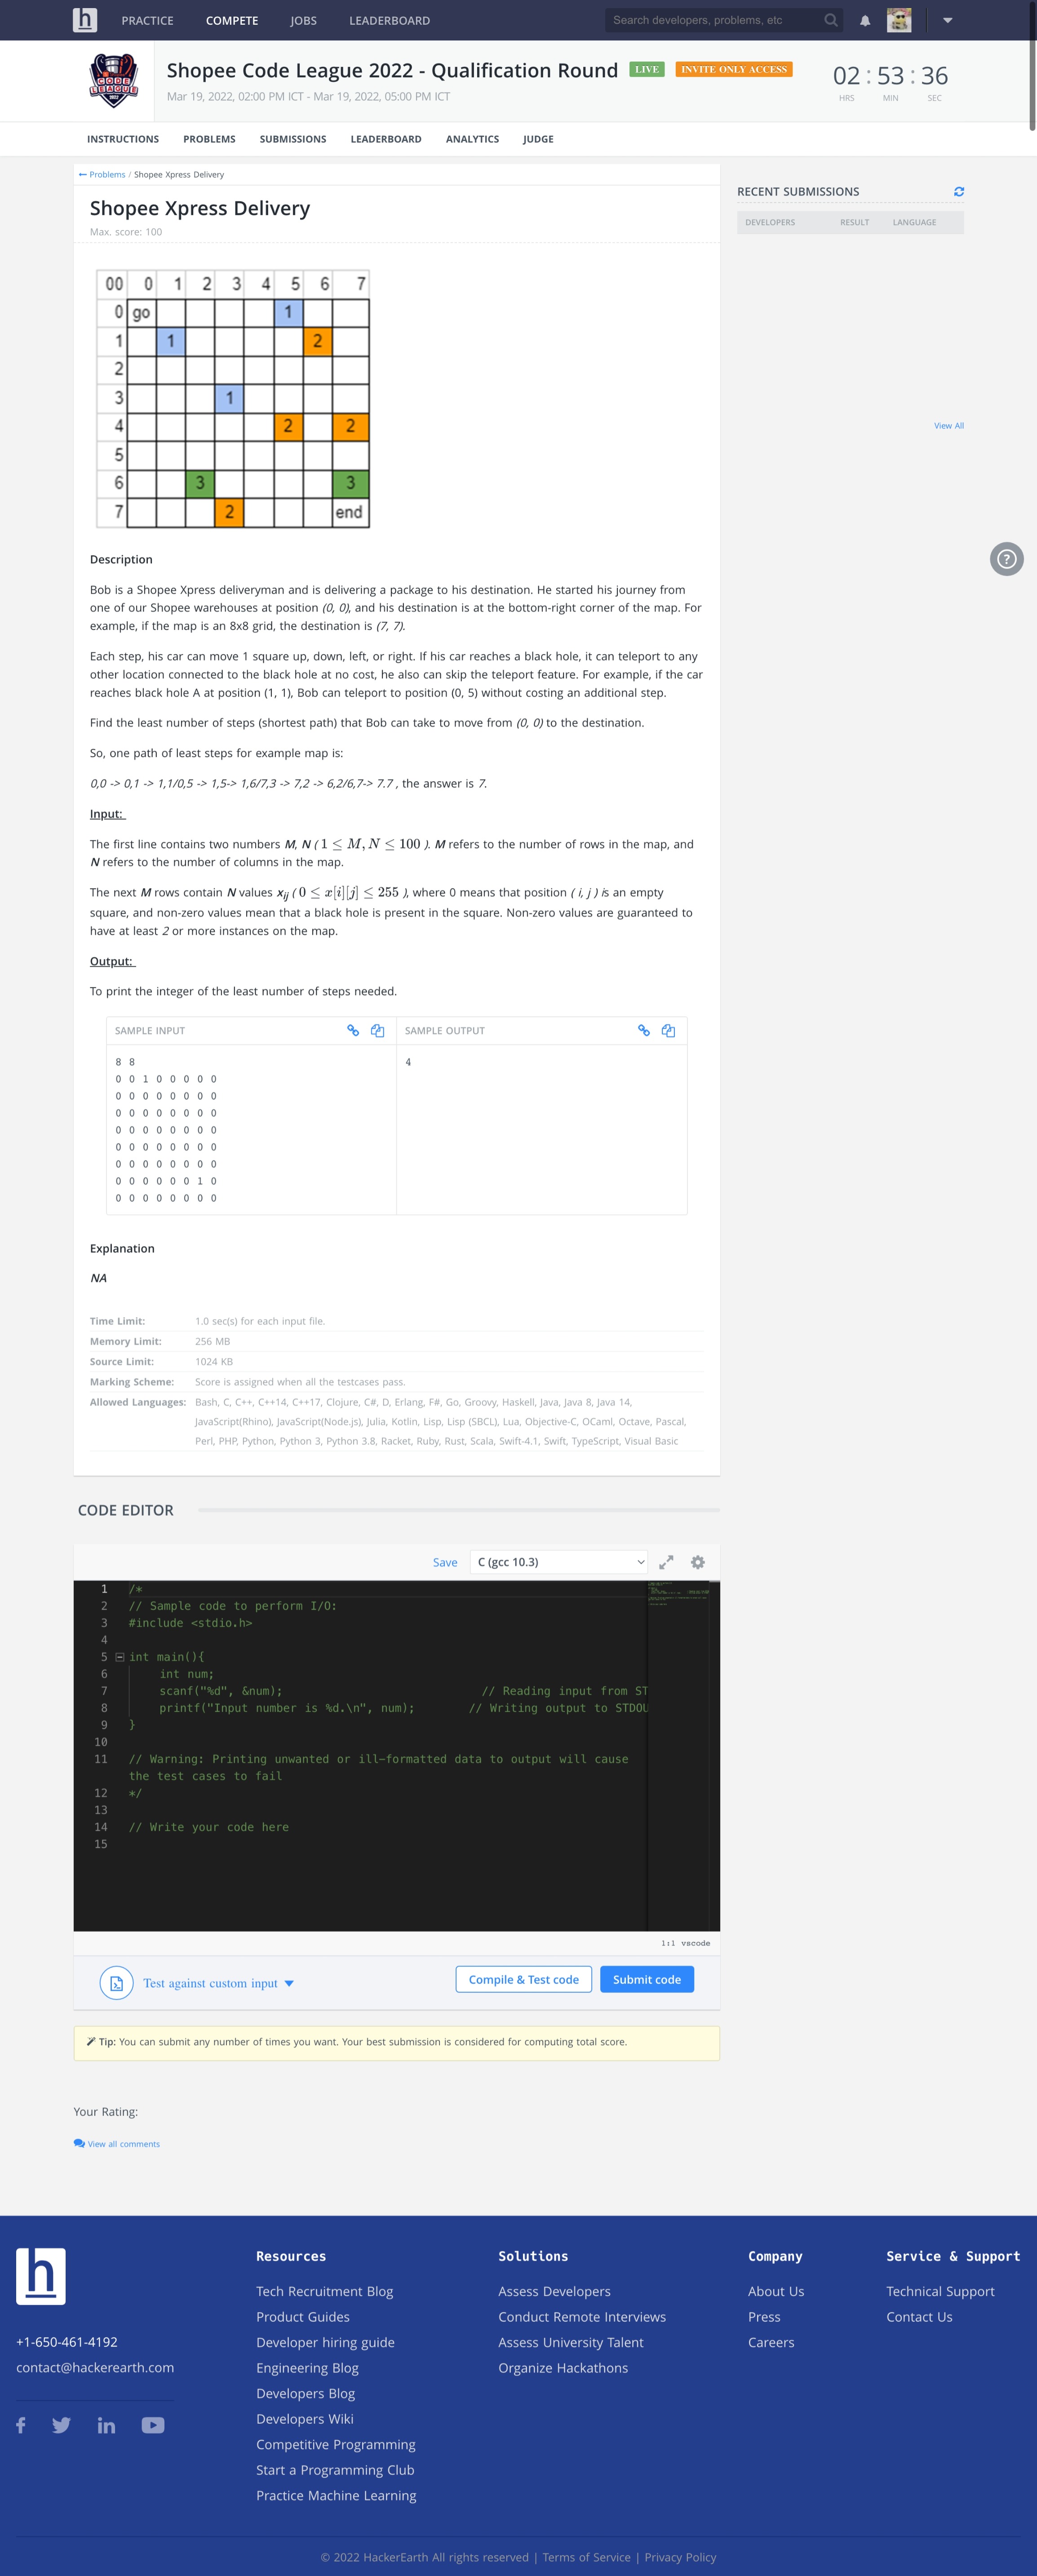 h PRACTICE COMPETE JOBS LEADERBOARD Search developers, problems, etc
Shopee Code League 2022 - Qualification Round LIVE INVITE ONLY ACCESS 02 : 53 : 36
Mar 19, 2022, 02:00 PM ICT - Mar 19, 2022, 05:00 PM ICT HRS MIN SEC
CODE LEAGUE
INSTRUCTIONS PROBLEMS SUBMISSIONS LEADERBOARD ANALYTICS JUDGE
← Problems / Shopee Xpress Delivery
Shopee Xpress Delivery
Max. score: 100
RECENT SUBMISSIONS
DEVELOPERS RESULT LANGUAGE
View All
00 0 1 2 3 4 5 6 7
0 go 1
1 1 2
2
3 1
4 2 2
5
6 3 3
7 2 end
?
Description
Bob is a Shopee Xpress deliveryman and is delivering a package to his destination. He started his journey from
one of our Shopee warehouses at position (0, 0), and his destination is at the bottom-right corner of the map. For
example, if the map is an 8x8 grid, the destination is (7, 7).
Each step, his car can move 1 square up, down, left, or right. If his car reaches a black hole, it can teleport to any
other location connected to the black hole at no cost, he also can skip the teleport feature. For example, if the car
reaches black hole A at position (1, 1), Bob can teleport to position (0, 5) without costing an additional step.
Find the least number of steps (shortest path) that Bob can take to move from (0, 0) to the destination.
So, one path of least steps for example map is:
0,0 -> 0,1 -> 1,1/0,5 -> 1,5-> 1,6/7,3 -> 7,2 -> 6,2/6,7-> 7.7 , the answer is 7.
Input:
The first line contains two numbers M, N ( 1 ≤ M, N ≤ 100 ). M refers to the number of rows in the map, and
N refers to the number of columns in the map.
The next M rows contain N values xij ( 0 ≤ x[i][j] ≤ 255 ), where 0 means that position ( i, j ) is an empty
square, and non-zero values mean that a black hole is present in the square. Non-zero values are guaranteed to
have at least 2 or more instances on the map.
Output:
To print the integer of the least number of steps needed.
SAMPLE INPUT
8 8
0 0 1 0 0 0 0 0
0 0 0 0 0 0 0 0
0 0 0 0 0 0 0 0
0 0 0 0 0 0 0 0
0 0 0 0 0 0 0 0
0 0 0 0 0 0 0 0
0 0 0 0 0 0 1 0
0 0 0 0 0 0 0 0
SAMPLE OUTPUT
4
Explanation
NA
Time Limit: 1.0 sec(s) for each input file.
Memory Limit: 256 MB
Source Limit: 1024 KB
Marking Scheme: Score is assigned when all the testcases pass.
Allowed Languages: Bash, C, C++, C++14, C++17, Clojure, C#, D, Erlang, F#, Go, Groovy, Haskell, Java, Java 8, Java 14,
JavaScript(Rhino), JavaScript(Node.js), Julia, Kotlin, Lisp, Lisp (SBCL), Lua, Objective-C, OCaml, Octave, Pascal,
Perl, PHP, Python, Python 3, Python 3.8, Racket, Ruby, Rust, Scala, Swift-4.1, Swift, TypeScript, Visual Basic
CODE EDITOR
Save C (gcc 10.3)
1 /*
2 // Sample code to perform I/O:
3 #include <stdio.h>
4
5 int main(){
6 int num;
7 scanf("%d", &num); // Reading input from ST
8 printf("Input number is %d.\n", num); // Writing output to STDOU
9 }
10
11 // Warning: Printing unwanted or ill-formatted data to output will cause
the test cases to fail
12 */
13
14 // Write your code here
15
1:1 vscode
Test against custom input Compile & Test code Submit code
Tip: You can submit any number of times you want. Your best submission is considered for computing total score.
Your Rating:
View all comments
h
+1-650-461-4192
contact@hackerearth.com
Resources
Tech Recruitment Blog
Product Guides
Developer hiring guide
Engineering Blog
Developers Blog
Developers Wiki
Competitive Programming
Start a Programming Club
Practice Machine Learning
Solutions
Assess Developers
Conduct Remote Interviews
Assess University Talent
Organize Hackathons
Company
About Us
Press
Careers
Service & Support
Technical Support
Contact Us
© 2022 HackerEarth All rights reserved | Terms of Service | Privacy Policy